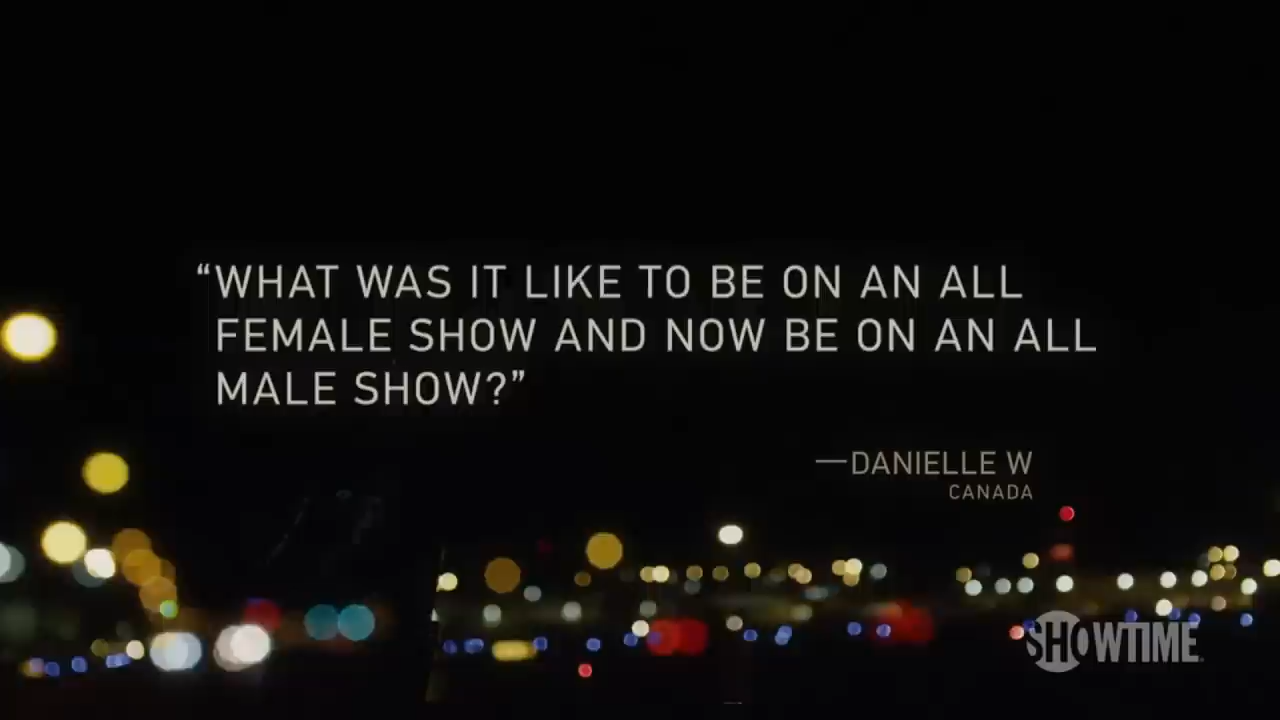 “WHAT WAS IT LIKE TO BE ON AN ALL
FEMALE SHOW AND NOW BE ON AN ALL
MALE SHOW?”
—DANIELLE W
CANADA
SHOWTIME